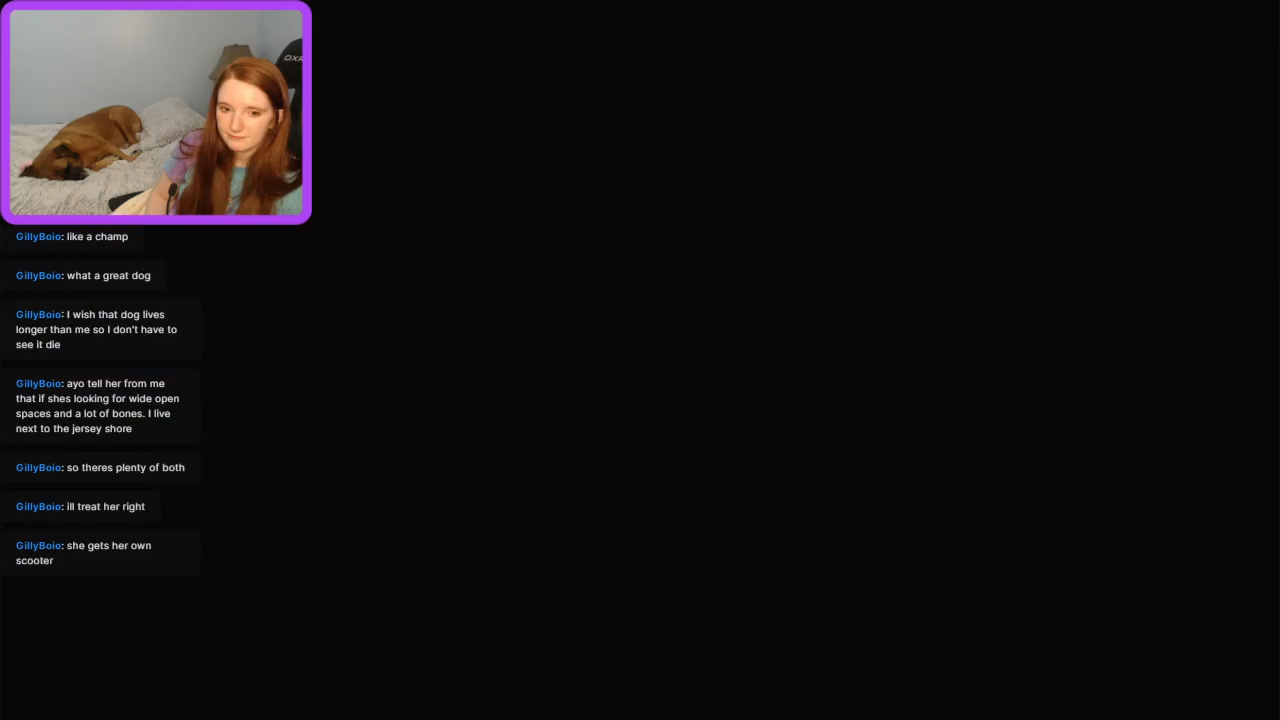 DXR
GillyBoio: like a champ
GillyBoio: what a great dog
GillyBoio: I wish that dog lives
longer than me so I don't have to
see it die
GillyBoio: ayo tell her from me
that if shes looking for wide open
spaces and a lot of bones. I live
next to the jersey shore
GillyBoio: so theres plenty of both
GillyBoio: ill treat her right
GillyBoio: she gets her own
scooter